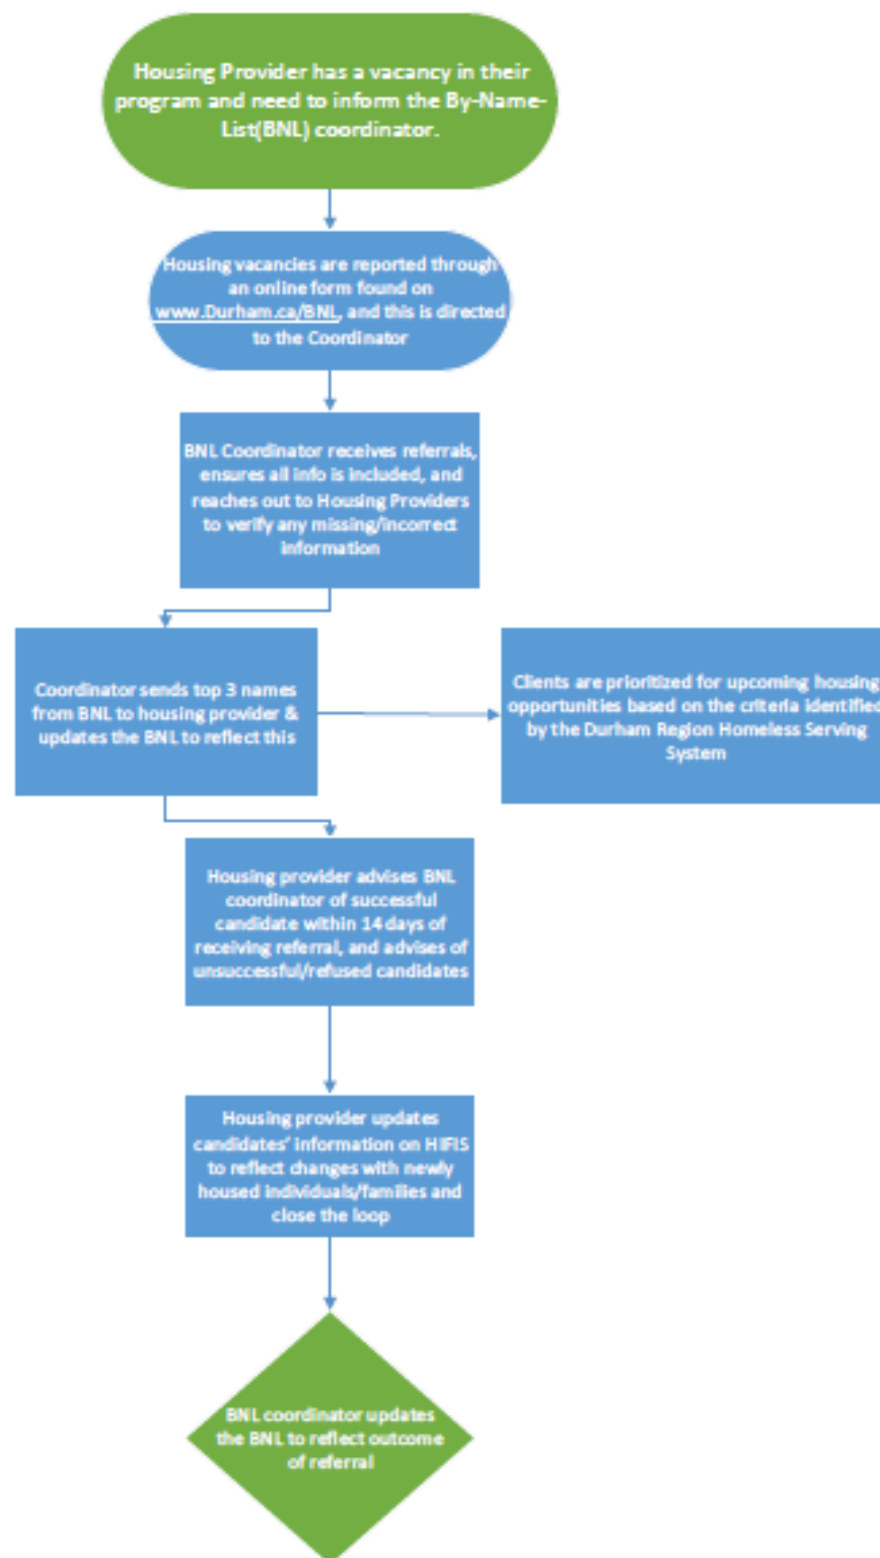 Housing Provider has a vacancy in their
program and need to inform the By-Name-
List(BNL) coordinator.
Housing vacancies are reported through
an online form found on
www.Durham.ca/BNL, and this is directed
to the Coordinator
BNL Coordinator receives referrals,
ensures all info is included, and
reaches out to Housing Providers
to verify any missing/incorrect
information
Coordinator sends top 3 names
from BNL to housing provider &
updates the BNL to reflect this
Clients are prioritized for upcoming housing
opportunities based on the criteria identified
by the Durham Region Homeless Serving
System
Housing provider advises BNL
coordinator of successful
candidate within 14 days of
receiving referral, and advises of
unsuccessful/refused candidates
Housing provider updates
candidates' information on HIFIS
to reflect changes with newly
housed individuals/families and
close the loop
BNL coordinator updates
the BNL to reflect outcome
of referral